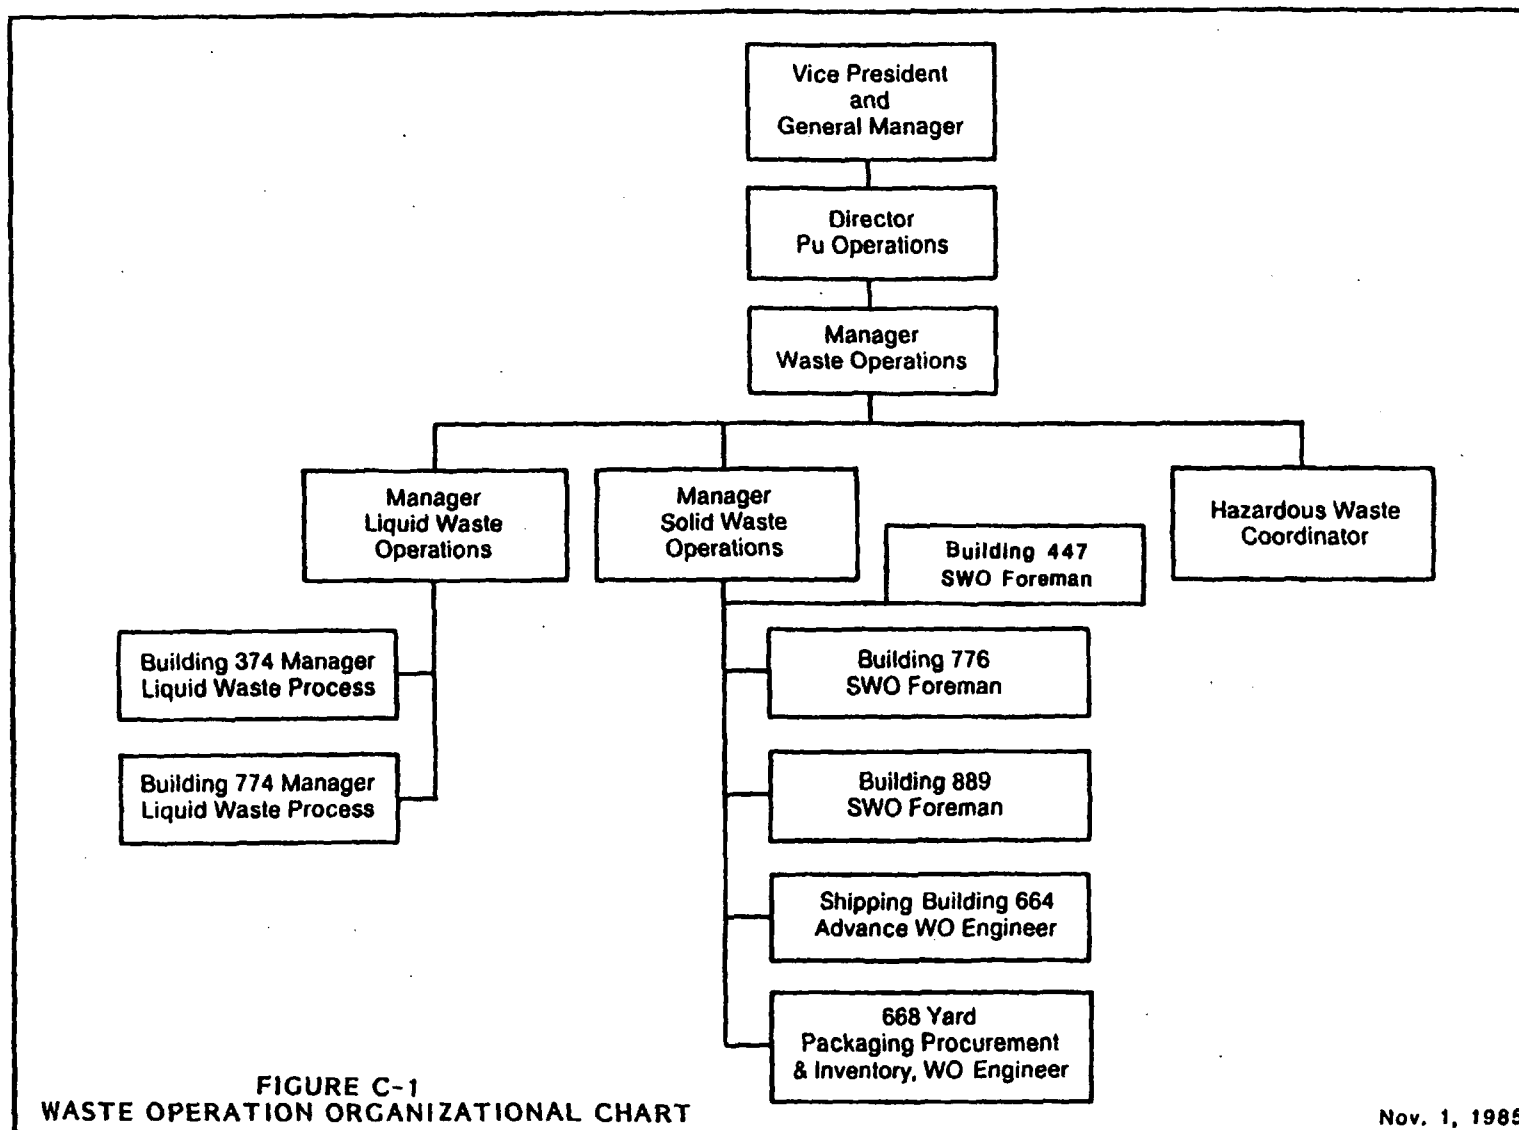 Vice President
and
General Manager
Director
Pu Operations
Manager
Waste Operations
Manager
Liquid Waste
Operations
Manager
Solid Waste
Operations
Hazardous Waste
Coordinator
Building 447
SWO Foreman
Building 374 Manager
Liquid Waste Process
Building 776
SWO Foreman
Building 774 Manager
Liquid Waste Process
Building 889
SWO Foreman
Shipping Building 664
Advance WO Engineer
668 Yard
Packaging Procurement
& Inventory, WO Engineer
FIGURE C-1
WASTE OPERATION ORGANIZATIONAL CHART
Nov. 1, 1985